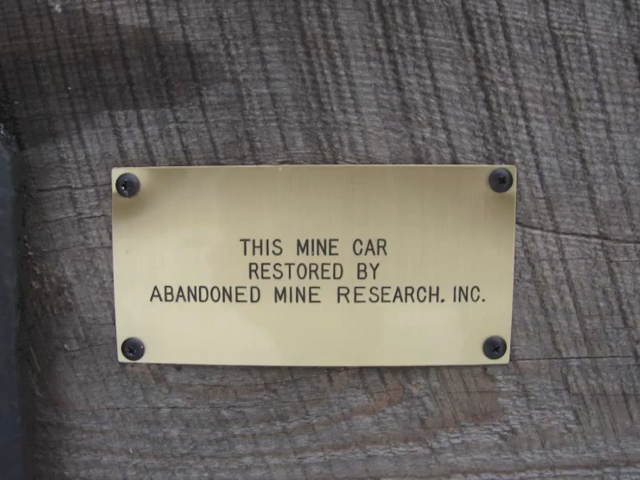 THIS MINE CAR
RESTORED BY
ABANDONED MINE RESEARCH, INC.